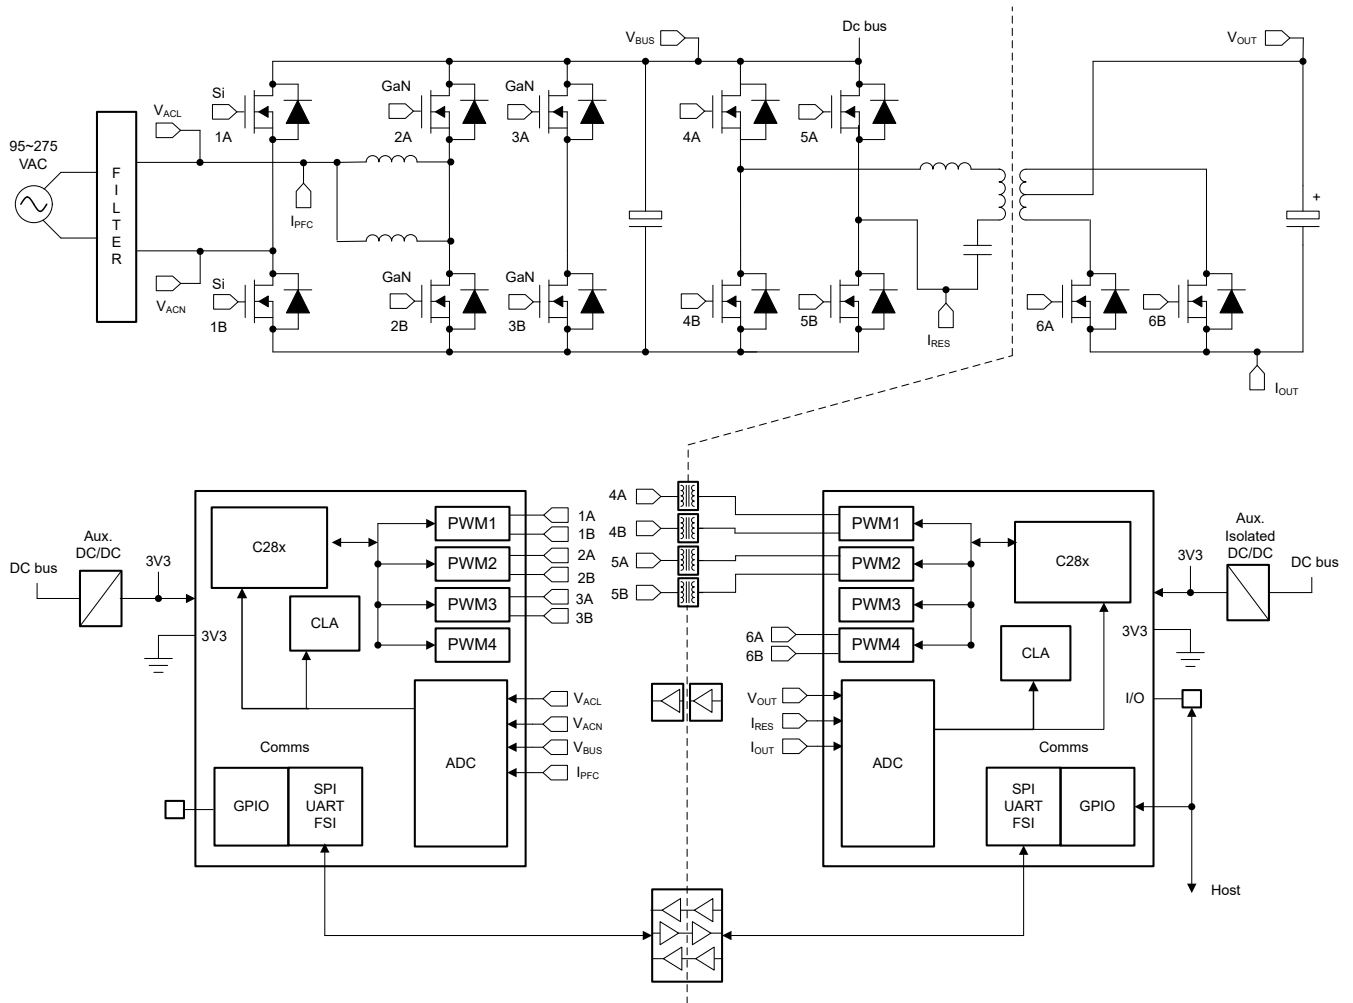 Dc bus
VBUS
VOUT
Si
GaN
GaN
VACL
1A
2A
3A
4A
5A
95~275
VAC
F
I
L
T
E
R
IPFC
+
VACN
Si
GaN
GaN
1B
2B
3B
4B
5B
6A
6B
IRES
IOUT
Aux.
DC/DC
DC bus
3V3
3V3
C28x
CLA
PWM1
PWM2
PWM3
PWM4
1A
1B
2A
2B
3A
3B
ADC
VACL
VACN
VBUS
IPFC
Comms
GPIO
SPI
UART
FSI
4A
4B
5A
5B
6A
6B
VOUT
IRES
IOUT
PWM1
PWM2
PWM3
PWM4
C28x
CLA
ADC
Comms
SPI
UART
FSI
GPIO
Aux.
Isolated
DC/DC
3V3
DC bus
3V3
I/O
Host